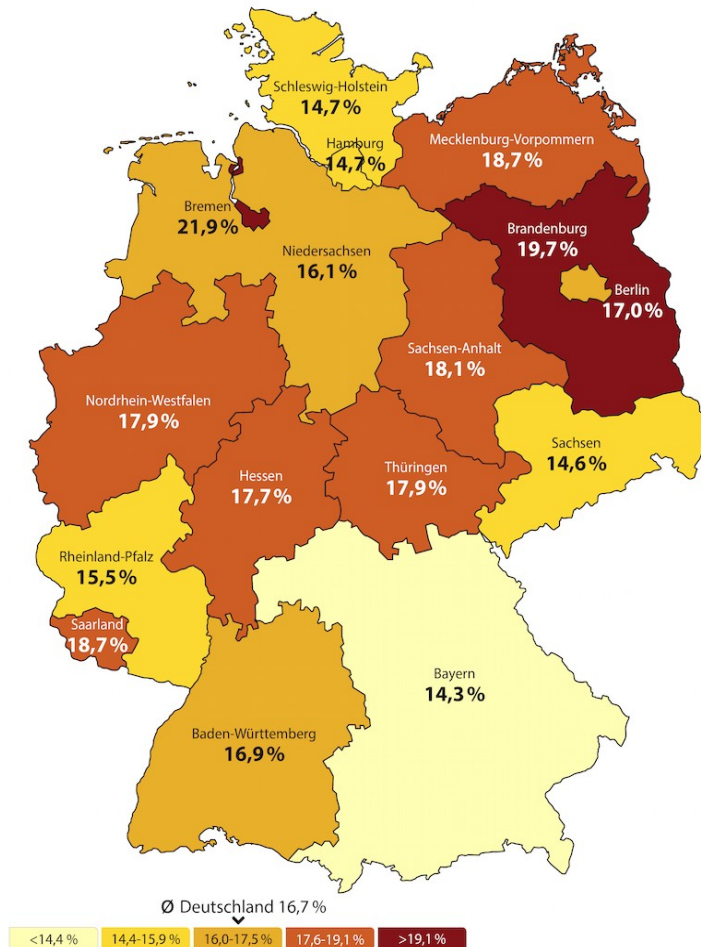 Schleswig-Holstein
14,7 %
Hamburg
14,7 %
Mecklenburg-Vorpommern
18,7 %
Bremen
21,9 %
Niedersachsen
16,1 %
Brandenburg
19,7 %
Berlin
17,0 %
Sachsen-Anhalt
18,1 %
Nordrhein-Westfalen
17,9 %
Hessen
17,7 %
Thüringen
17,9 %
Sachsen
14,6 %
Rheinland-Pfalz
15,5 %
Saarland
18,7 %
Bayern
14,3 %
Baden-Württemberg
16,9 %
Ø Deutschland 16,7 %
<14,4 % 14,4-15,9 % 16,0-17,5 % 17,6-19,1 % >19,1 %